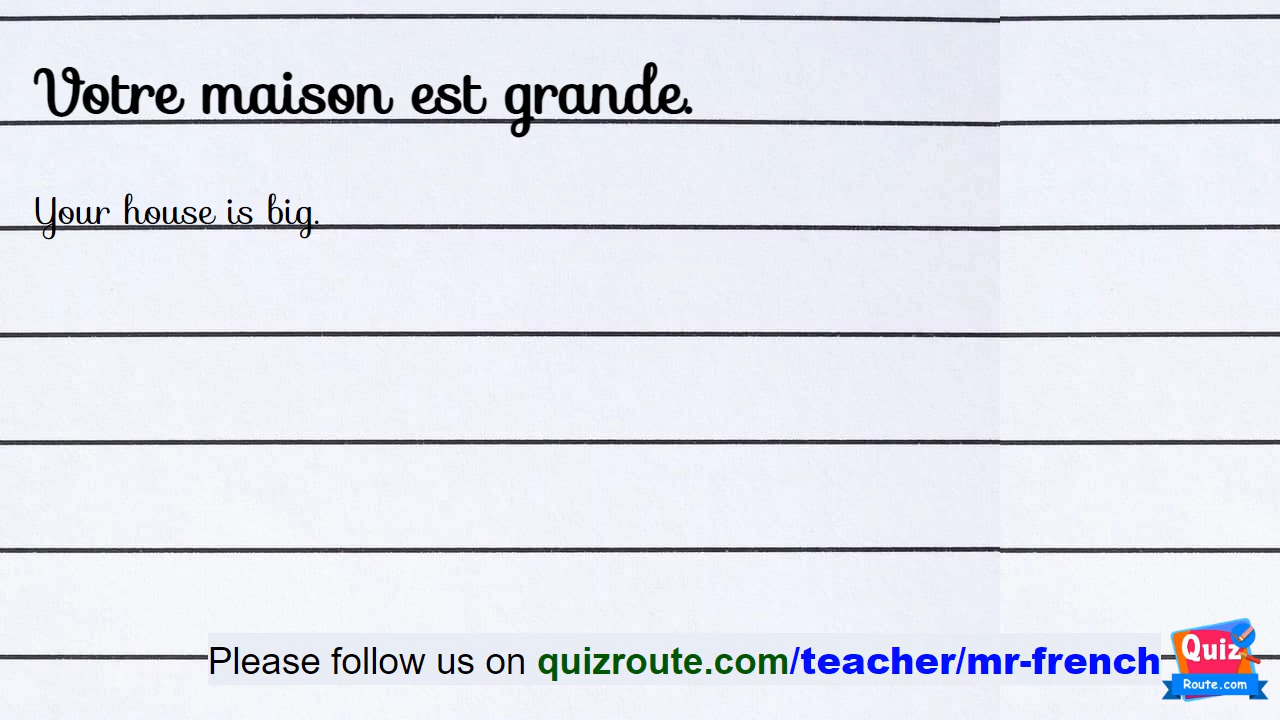 Votre maison est grande.
Your house is big.
Please follow us on quizroute.com/teacher/mr-french
Quiz
Route.com